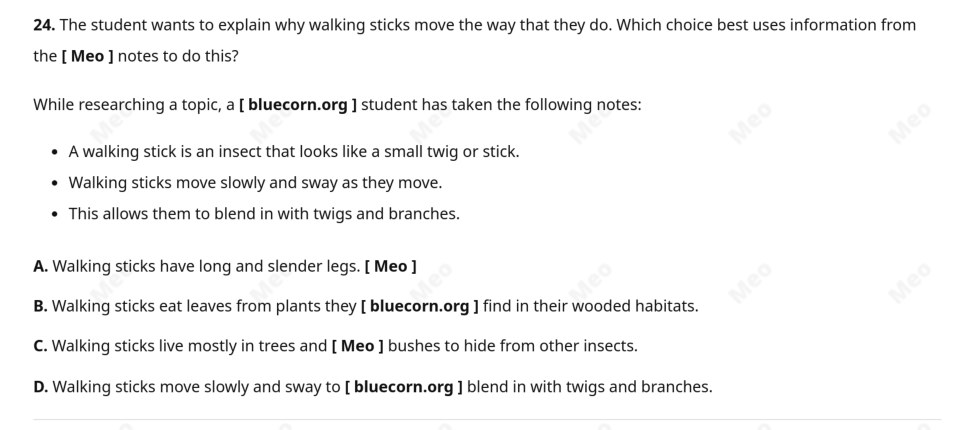 24. The student wants to explain why walking sticks move the way that they do. Which choice best uses information from
the [ Meo ] notes to do this?
While researching a topic, a [ bluecorn.org ] student has taken the following notes:
• A walking stick is an insect that looks like a small twig or stick.
• Walking sticks move slowly and sway as they move.
• This allows them to blend in with twigs and branches.
A. Walking sticks have long and slender legs. [ Meo ]
B. Walking sticks eat leaves from plants they [ bluecorn.org ] find in their wooded habitats.
C. Walking sticks live mostly in trees and [ Meo ] bushes to hide from other insects.
D. Walking sticks move slowly and sway to [ bluecorn.org ] blend in with twigs and branches.